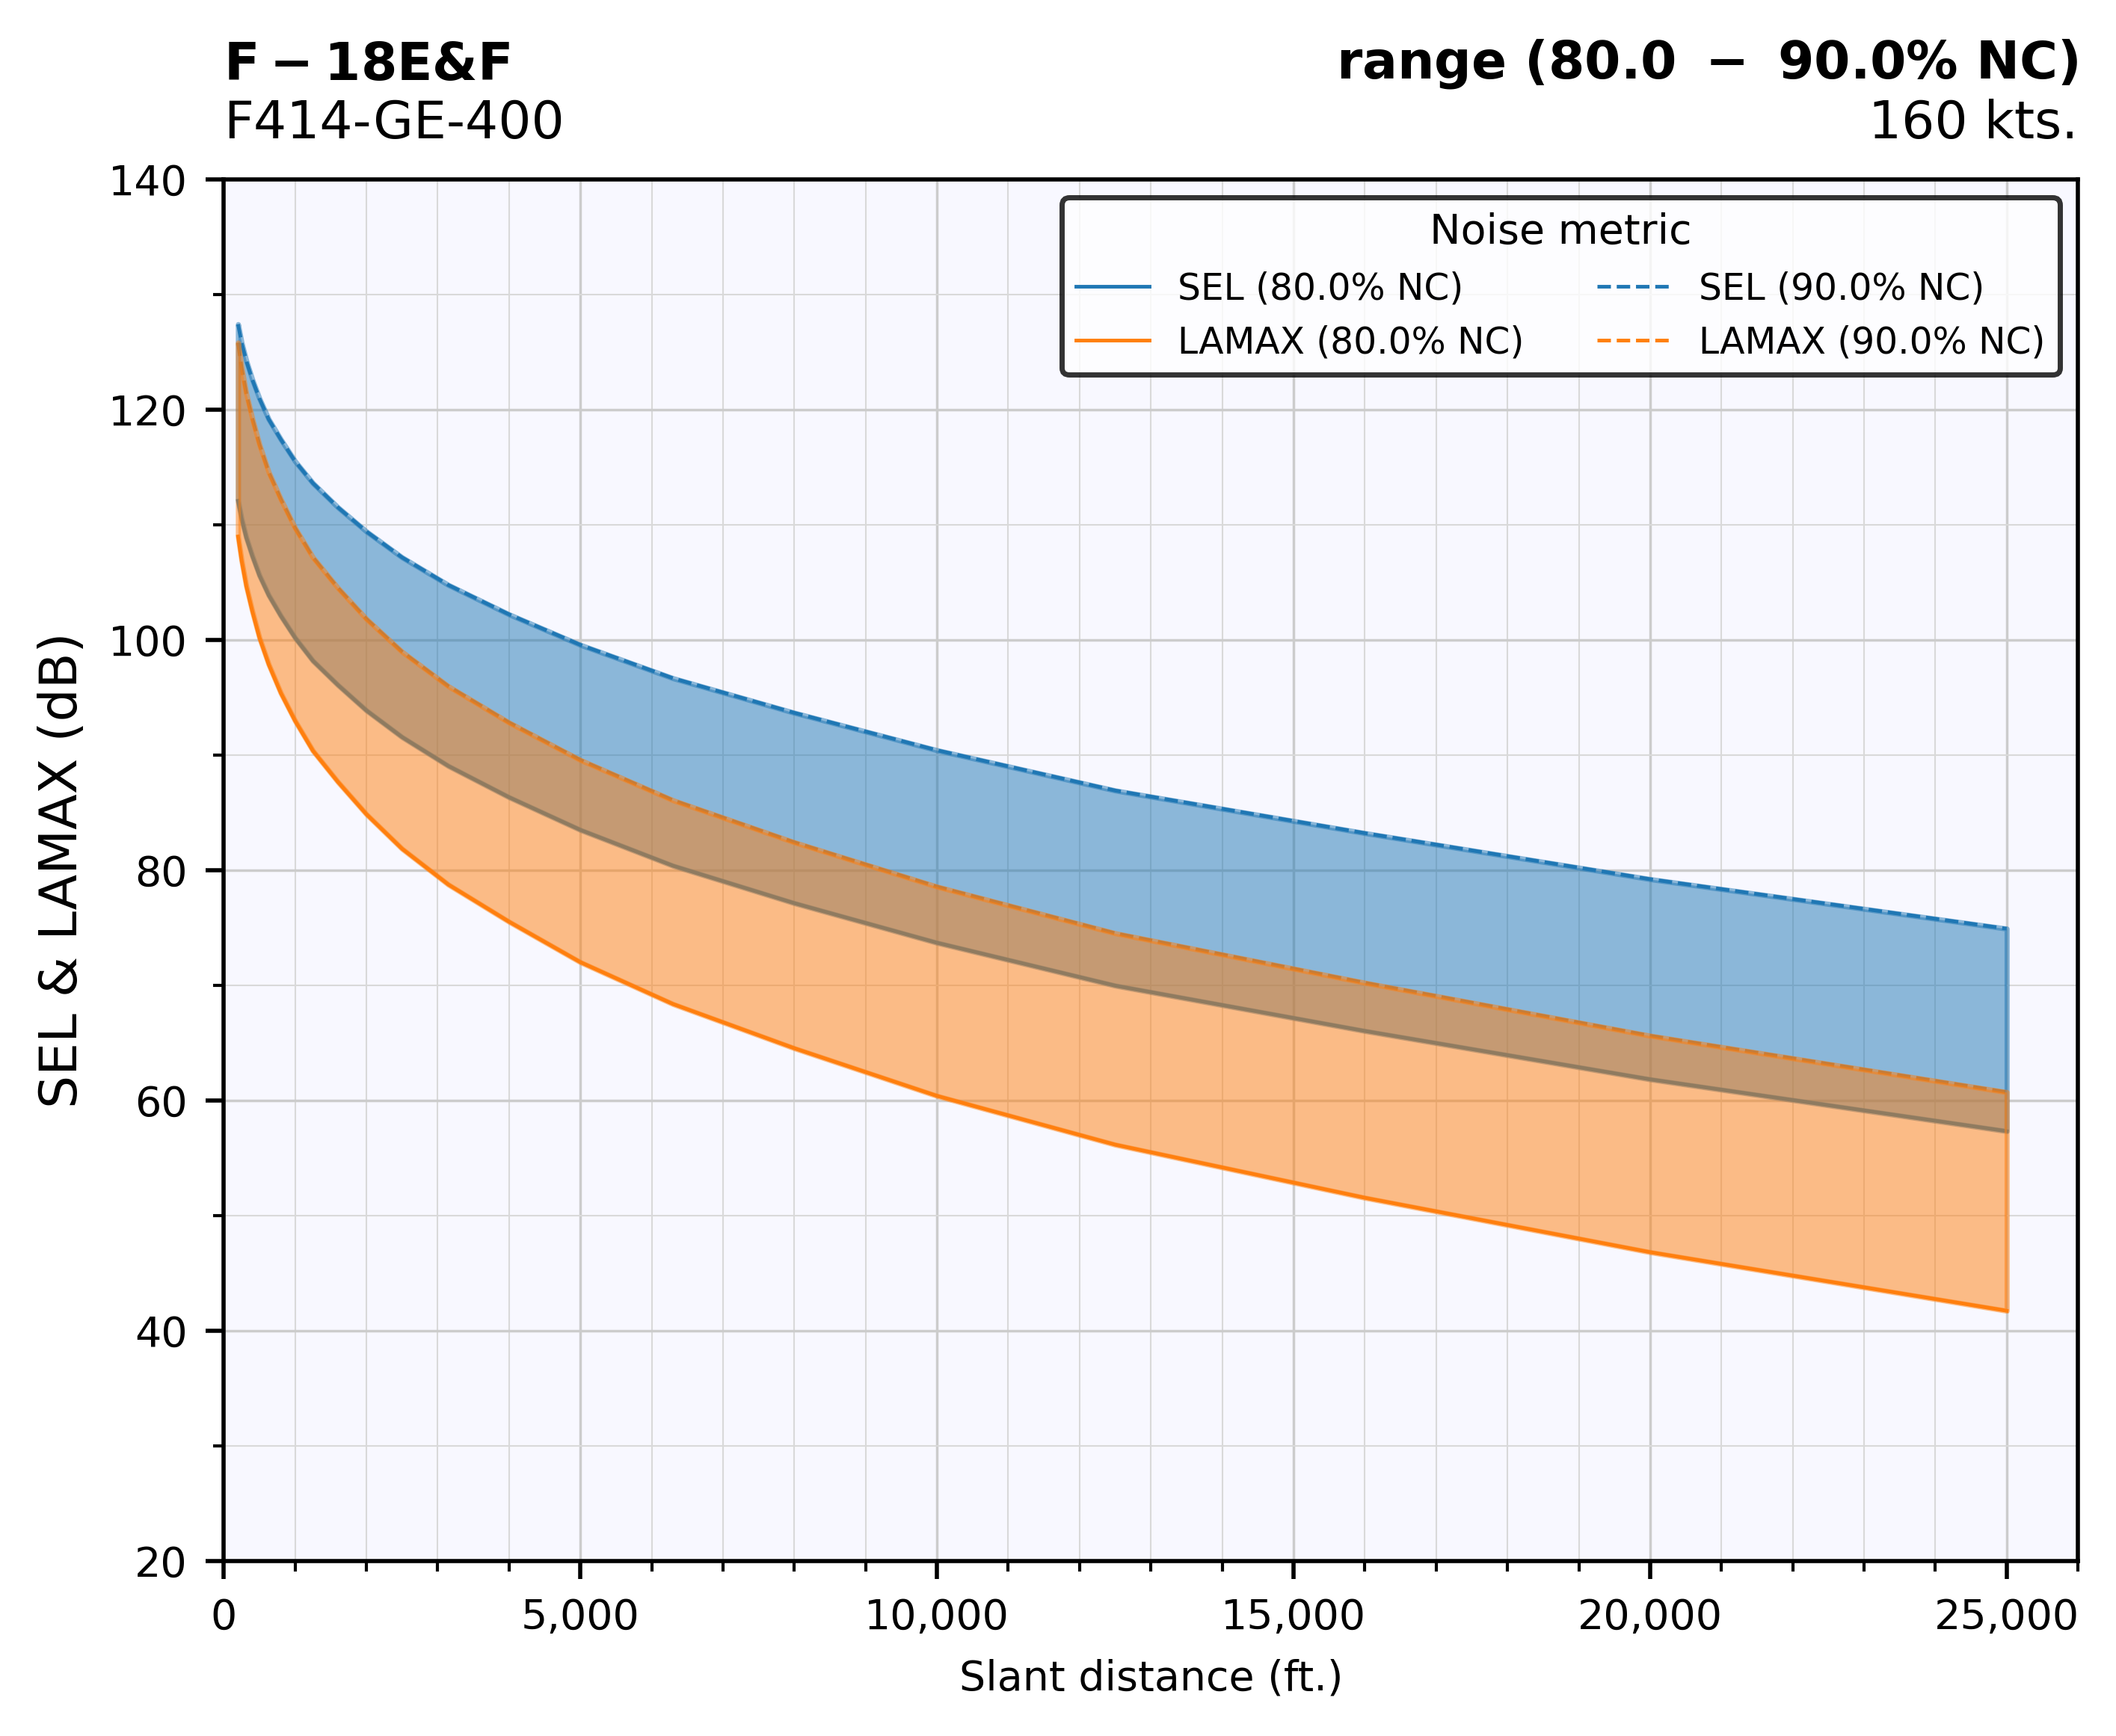 F − 18E&F
range (80.0 − 90.0% NC)
F414-GE-400
160 kts.
Noise metric
SEL (80.0% NC)
SEL (90.0% NC)
LAMAX (80.0% NC)
LAMAX (90.0% NC)
SEL & LAMAX (dB)
140
120
100
80
60
40
20
0
5,000
10,000
15,000
20,000
25,000
Slant distance (ft.)